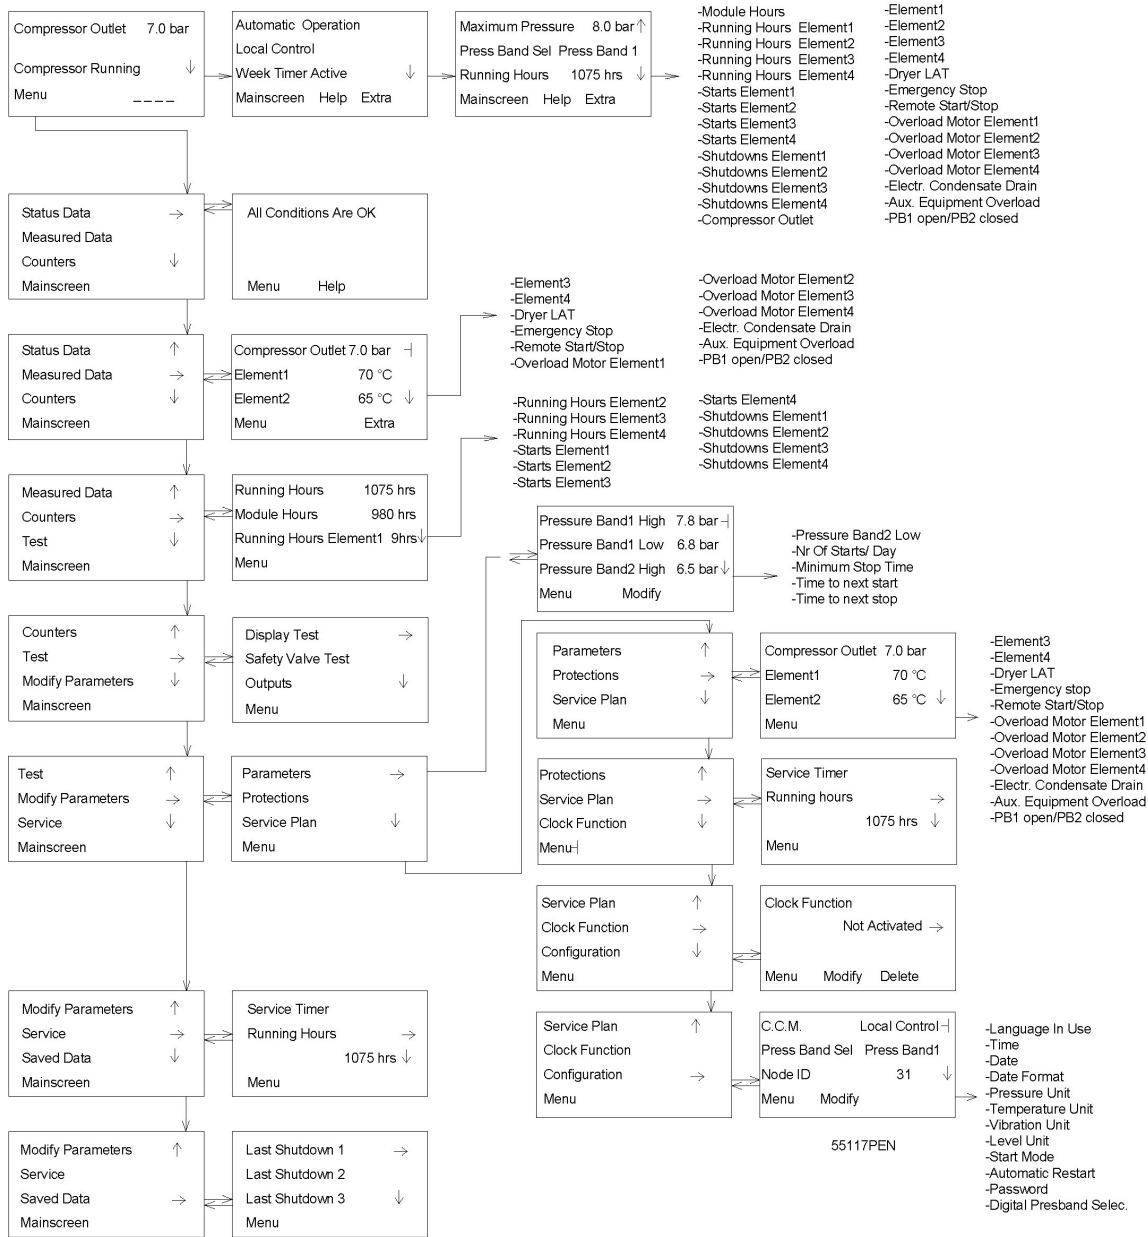 Compressor Outlet 7.0 bar
Compressor Running ↓
Menu _ _ _ _
Automatic Operation
Local Control
Week Timer Active ↓
Mainscreen Help Extra
Maximum Pressure 8.0 bar ↑
Press Band Sel Press Band 1
Running Hours 1075 hrs ↓
Mainscreen Help Extra
-Module Hours
-Running Hours Element1
-Running Hours Element2
-Running Hours Element3
-Running Hours Element4
-Starts Element1
-Starts Element2
-Starts Element3
-Starts Element4
-Shutdowns Element1
-Shutdowns Element2
-Shutdowns Element3
-Shutdowns Element4
-Compressor Outlet
-Element1
-Element2
-Element3
-Element4
-Dryer LAT
-Emergency Stop
-Remote Start/Stop
-Overload Motor Element1
-Overload Motor Element2
-Overload Motor Element3
-Overload Motor Element4
-Electr. Condensate Drain
-Aux. Equipment Overload
-PB1 open/PB2 closed
Status Data →
Measured Data
Counters ↓
Mainscreen
All Conditions Are OK
Menu Help
Status Data ↑
Measured Data →
Counters ↓
Mainscreen
Compressor Outlet 7.0 bar ⊣
Element1 70 °C
Element2 65 °C ↓
Menu Extra
-Element3
-Element4
-Dryer LAT
-Emergency Stop
-Remote Start/Stop
-Overload Motor Element1
-Overload Motor Element2
-Overload Motor Element3
-Overload Motor Element4
-Electr. Condensate Drain
-Aux. Equipment Overload
-PB1 open/PB2 closed
Measured Data ↑
Counters →
Test ↓
Mainscreen
Running Hours 1075 hrs
Module Hours 980 hrs
Running Hours Element1 9hrs ↓
Menu
-Running Hours Element2
-Running Hours Element3
-Running Hours Element4
-Starts Element1
-Starts Element2
-Starts Element3
-Starts Element4
-Shutdowns Element1
-Shutdowns Element2
-Shutdowns Element3
-Shutdowns Element4
Counters ↑
Test →
Modify Parameters ↓
Mainscreen
Display Test →
Safety Valve Test
Outputs ↓
Menu
Test ↑
Modify Parameters →
Service ↓
Mainscreen
Parameters →
Protections
Service Plan ↓
Menu
Pressure Band1 High 7.8 bar ⊣
Pressure Band1 Low 6.8 bar
Pressure Band2 High 6.5 bar ↓
Menu Modify
-Pressure Band2 Low
-Nr Of Starts/ Day
-Minimum Stop Time
-Time to next start
-Time to next stop
Parameters ↑
Protections →
Service Plan ↓
Menu
Compressor Outlet 7.0 bar
Element1 70 °C
Element2 65 °C ↓
Menu
-Element3
-Element4
-Dryer LAT
-Emergency stop
-Remote Start/Stop
-Overload Motor Element1
-Overload Motor Element2
-Overload Motor Element3
-Overload Motor Element4
-Electr. Condensate Drain
-Aux. Equipment Overload
-PB1 open/PB2 closed
Protections ↑
Service Plan →
Clock Function ↓
Menu ⊣
Service Timer
Running hours →
1075 hrs ↓
Menu
Service Plan ↑
Clock Function →
Configuration ↓
Menu
Clock Function
Not Activated →
Menu Modify Delete
Modify Parameters ↑
Service →
Saved Data ↓
Mainscreen
Service Timer
Running Hours →
1075 hrs ↓
Menu
Service Plan ↑
Clock Function
Configuration →
Menu
C.C.M. Local Control ⊣
Press Band Sel Press Band1
Node ID 31 ↓
Menu Modify
-Language In Use
-Time
-Date
-Date Format
-Pressure Unit
-Temperature Unit
-Vibration Unit
-Level Unit
-Start Mode
-Automatic Restart
-Password
-Digital Presband Selec.
Modify Parameters ↑
Service
Saved Data →
Mainscreen
Last Shutdown 1 →
Last Shutdown 2
Last Shutdown 3 ↓
Menu
55117PEN